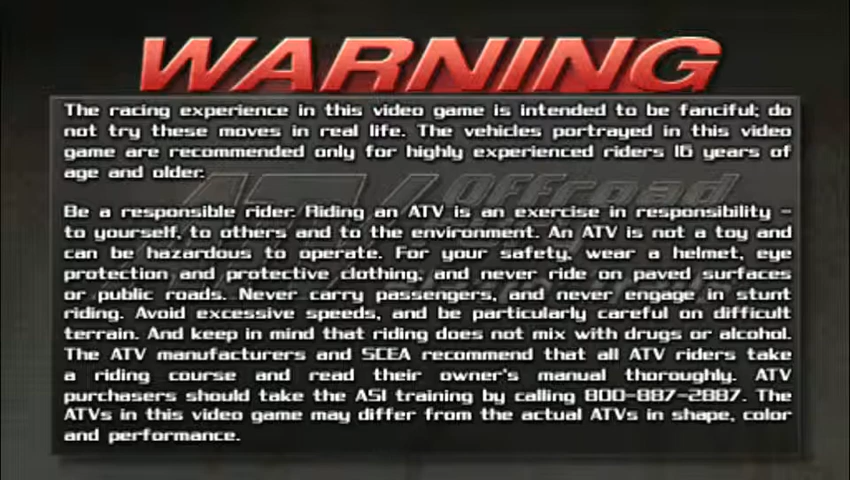 WARNING
The racing experience in this video game is intended to be fanciful; do
not try these moves in real life. The vehicles portrayed in this video
game are recommended only for highly experienced riders 16 years of
age and older.
Be a responsible rider. Riding an ATV is an exercise in responsibility –
to yourself, to others and to the environment. An ATV is not a toy and
can be hazardous to operate. For your safety, wear a helmet, eye
protection and protective clothing, and never ride on paved surfaces
or public roads. Never carry passengers, and never engage in stunt
riding. Avoid excessive speeds, and be particularly careful on difficult
terrain. And keep in mind that riding does not mix with drugs or alcohol.
The ATV manufacturers and SCEA recommend that all ATV riders take
a riding course and read their owner's manual thoroughly. ATV
purchasers should take the ASI training by calling 800-887-2887. The
ATVs in this video game may differ from the actual ATVs in shape, color
and performance.